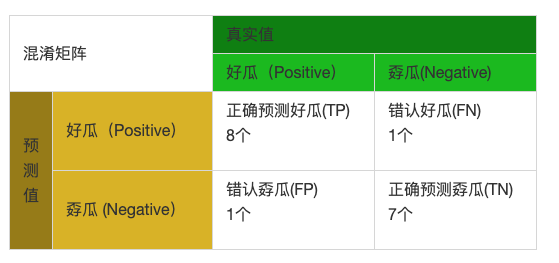 混淆矩阵
真实值
好瓜（Positive）
孬瓜(Negative)
预
测
值
好瓜（Positive）
正确预测好瓜(TP)
8个
错认好瓜(FN)
1个
孬瓜 (Negative）
错认孬瓜(FP)
1个
正确预测孬瓜(TN)
7个